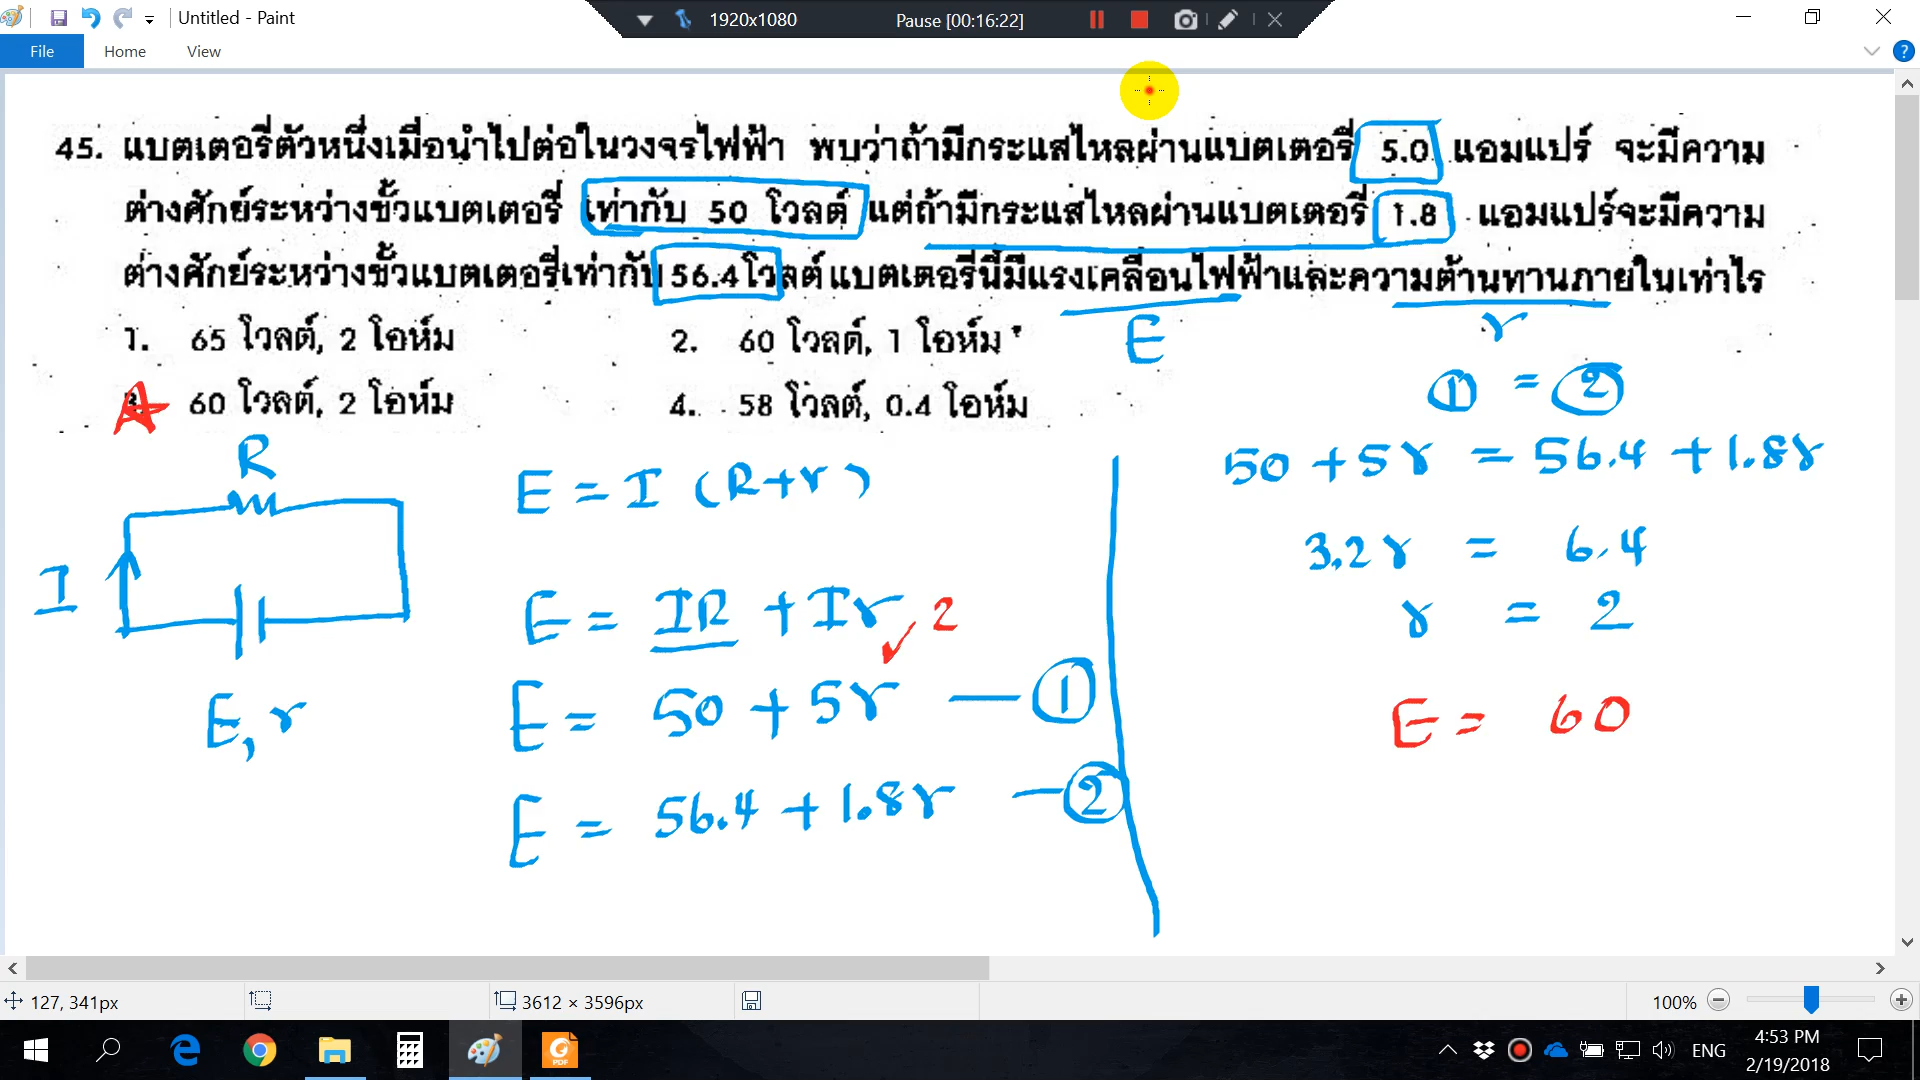 Untitled - Paint
1920x1080
Pause [00:16:22]
File Home View
45. แบตเตอรี่ตัวหนึ่งเมื่อนำไปต่อในวงจรไฟฟ้า พบว่าถ้ามีกระแสไหลผ่านแบตเตอรี่ 5.0 แอมแปร์ จะมีความ
ต่างศักย์ระหว่างขั้วแบตเตอรี่ เท่ากับ 50 โวลต์ แต่ถ้ามีกระแสไหลผ่านแบตเตอรี่ 1.8 แอมแปร์จะมีความ
ต่างศักย์ระหว่างขั้วแบตเตอรี่เท่ากับ 56.4 โวลต์ แบตเตอรี่นี้มีแรงเคลื่อนไฟฟ้าและความต้านทานภายในเท่าไร
E r
1. 65 โวลต์, 2 โอห์ม 2. 60 โวลต์, 1 โอห์ม
60 โวลต์, 2 โอห์ม 4. 58 โวลต์, 0.4 โอห์ม
R
I
E, r
E = I (R+r)
E = IR + Ir
2
E = 50 + 5r — ①
E = 56.4 + 1.8r — ②
① = ②
50 + 5r = 56.4 + 1.8r
3.2r = 6.4
r = 2
E = 60
127, 341px
3612 × 3596px
100%
PDF
ENG
4:53 PM
2/19/2018